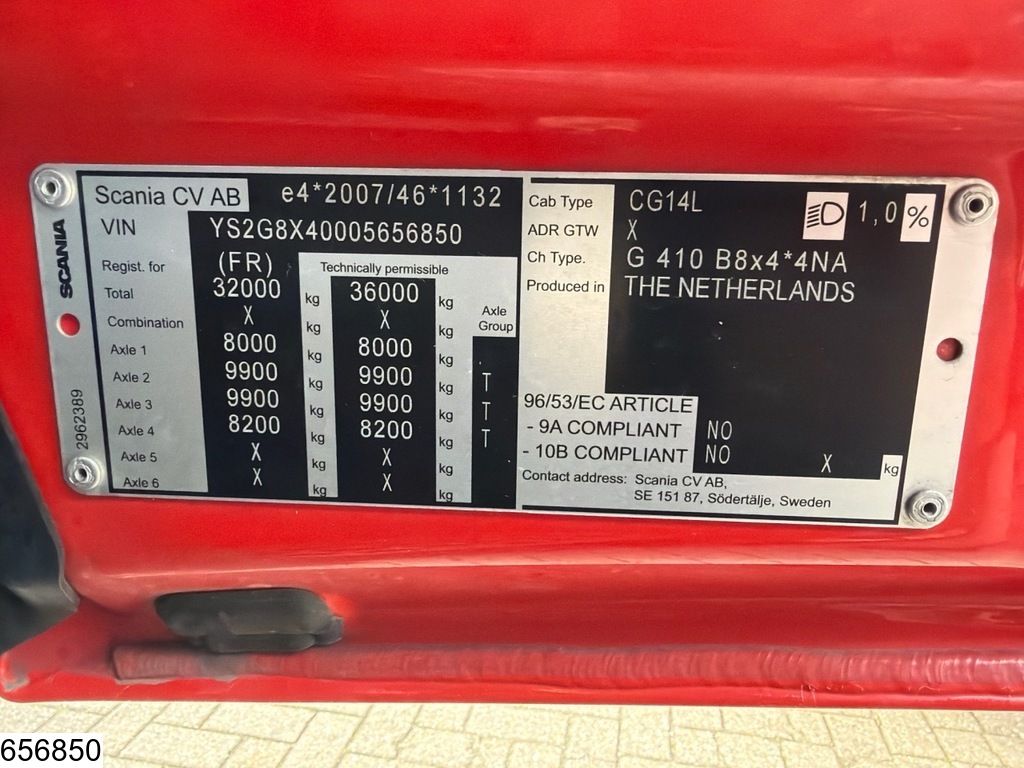 SCANIA
2962389
Scania CV AB e4*2007/46*1132
VIN YS2G8X40005656850
Regist. for (FR) Technically permissible
Total 32000 kg 36000 kg Axle Group
Combination X kg X kg
Axle 1 8000 kg 8000 kg
Axle 2 9900 kg 9900 kg T
Axle 3 9900 kg 9900 kg T
Axle 4 8200 kg 8200 kg T
Axle 5 X kg X kg
Axle 6 X kg X kg
Cab Type CG14L 1,0 %
ADR GTW X
Ch Type. G 410 B8x4*4NA
Produced in THE NETHERLANDS
96/53/EC ARTICLE
- 9A COMPLIANT NO
- 10B COMPLIANT NO X kg
Contact address: Scania CV AB,
SE 151 87, Södertälje, Sweden
656850